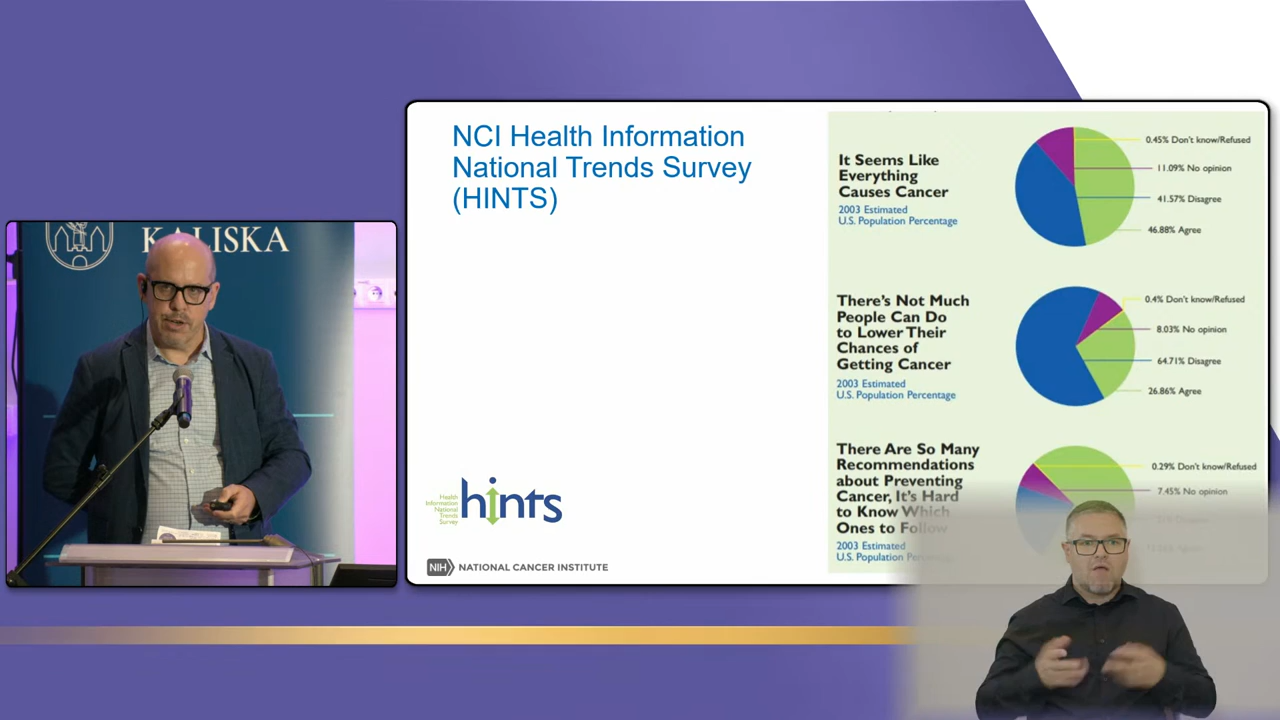 KALISKA
NCI Health Information
National Trends Survey
(HINTS)
It Seems Like
Everything
Causes Cancer
2003 Estimated
U.S. Population Percentage
0.45% Don't know/Refused
11.09% No opinion
41.57% Disagree
46.88% Agree
There's Not Much
People Can Do
to Lower Their
Chances of
Getting Cancer
2003 Estimated
U.S. Population Percentage
0.4% Don't know/Refused
8.03% No opinion
64.71% Disagree
26.86% Agree
There Are So Many
Recommendations
about Preventing
Cancer, It's Hard
to Know Which
Ones to Follow
2003 Estimated
U.S. Population
0.29% Don't know/Refused
7.45% No opinion
Health
Information
National
Trends
Survey
hints
NIH NATIONAL CANCER INSTITUTE